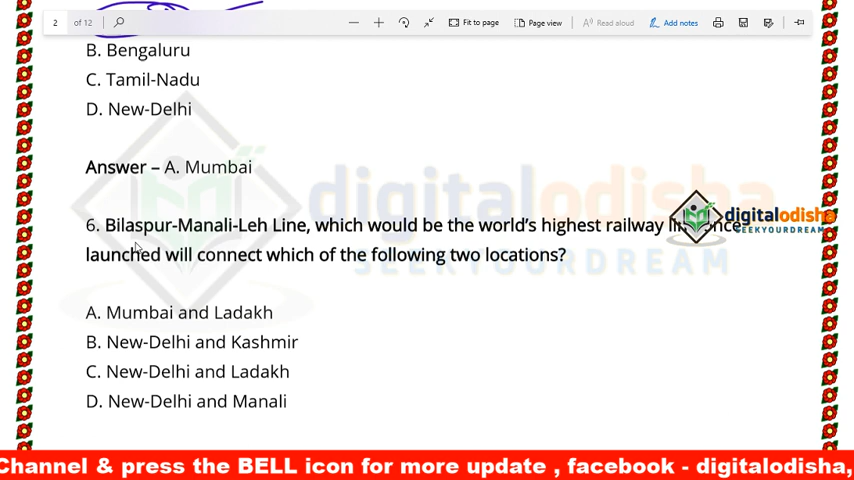 2 of 12 Fit to page Page view Read aloud Add notes
B. Bengaluru
C. Tamil-Nadu
D. New-Delhi
Answer – A. Mumbai
6. Bilaspur-Manali-Leh Line, which would be the world's highest railway
launched will connect which of the following two locations?
A. Mumbai and Ladakh
B. New-Delhi and Kashmir
C. New-Delhi and Ladakh
D. New-Delhi and Manali
digitalodisha
SEEKYOURDREAM
digitalodisha
SEEKYOURDREAM
Channel & press the BELL icon for more update , facebook - digitalodisha,